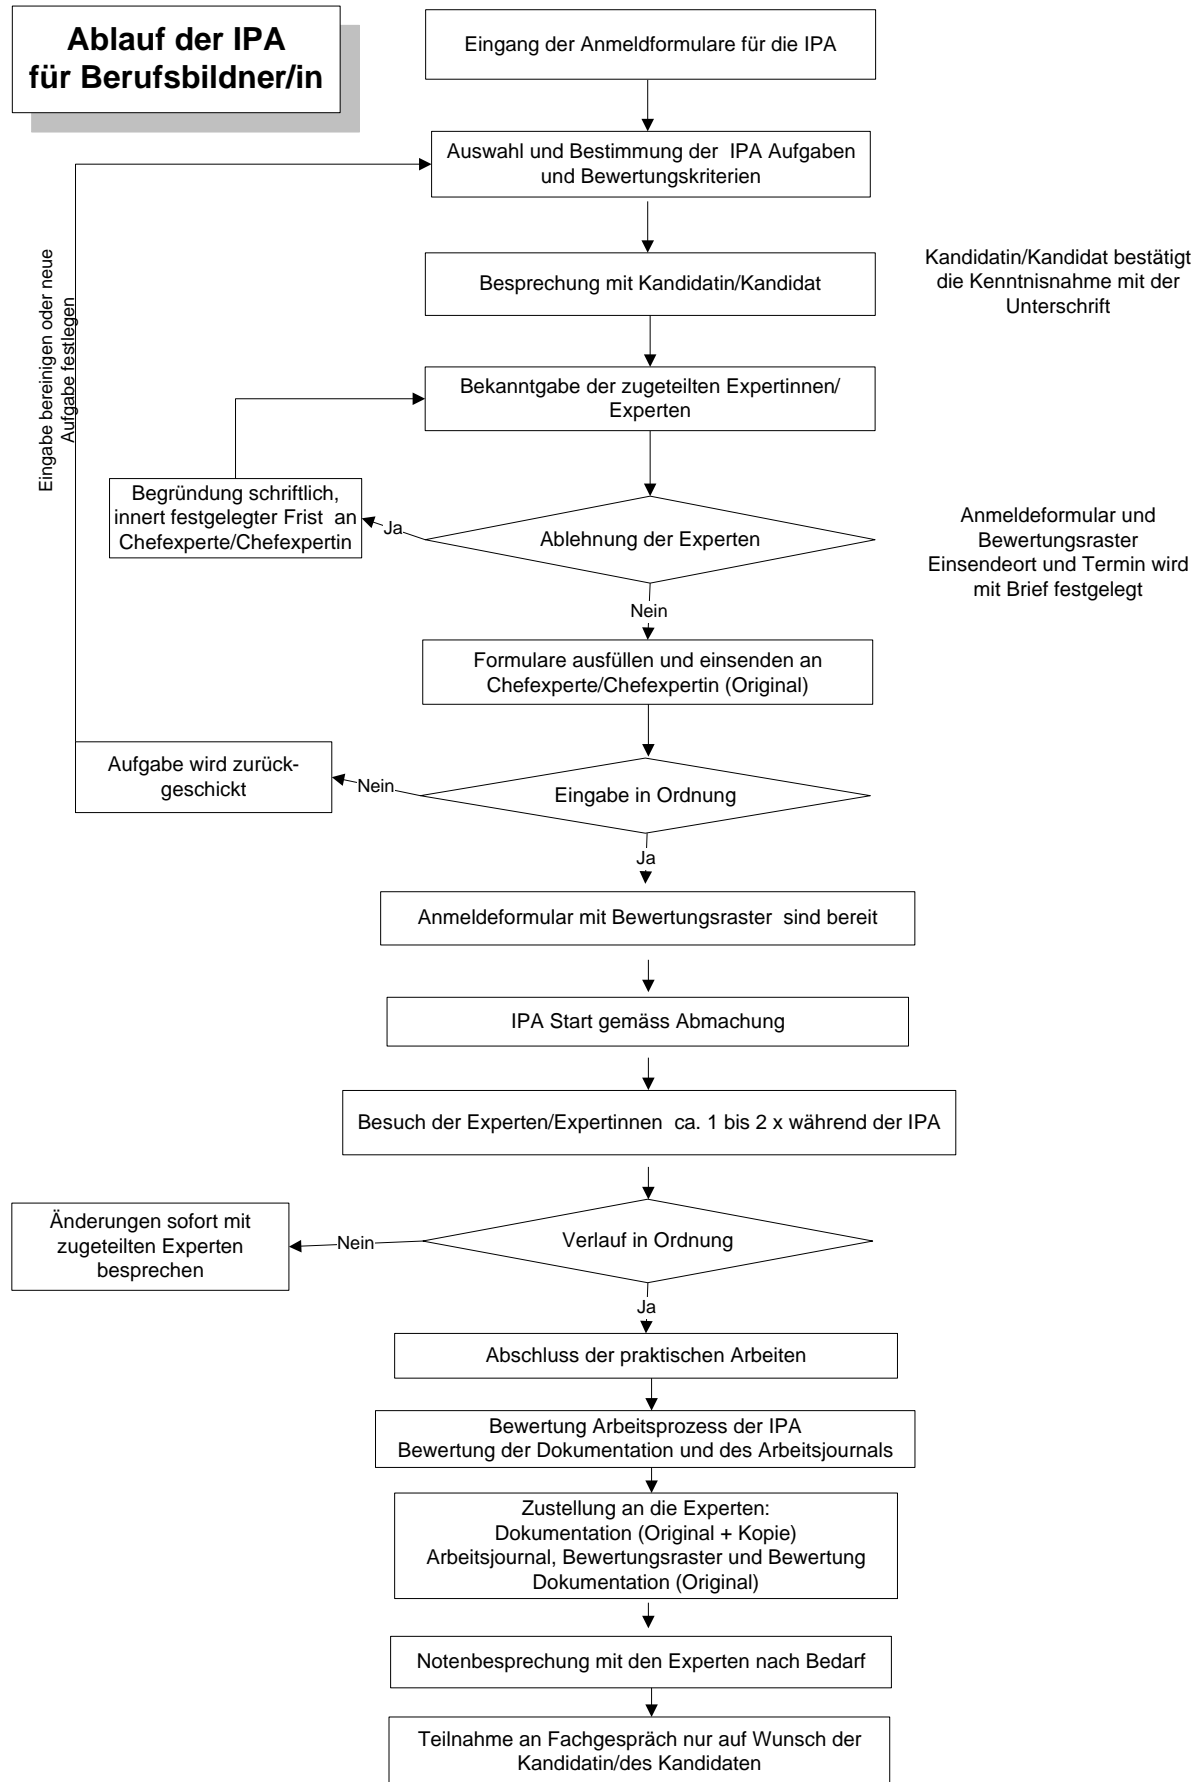 Ablauf der IPA
für Berufsbildner/in
Eingang der Anmeldformulare für die IPA
Auswahl und Bestimmung der IPA Aufgaben
und Bewertungskriterien
Besprechung mit Kandidatin/Kandidat
Kandidatin/Kandidat bestätigt
die Kenntnisnahme mit der
Unterschrift
Eingabe bereinigen oder neue
Aufgabe festlegen
Bekanntgabe der zugeteilten Expertinnen/
Experten
Begründung schriftlich,
innert festgelegter Frist an
Chefexperte/Chefexpertin
Ja
Ablehnung der Experten
Anmeldeformular und
Bewertungsraster
Einsendeort und Termin wird
mit Brief festgelegt
Nein
Formulare ausfüllen und einsenden an
Chefexperte/Chefexpertin (Original)
Aufgabe wird zurück-
geschickt
Nein
Eingabe in Ordnung
Ja
Anmeldeformular mit Bewertungsraster sind bereit
IPA Start gemäss Abmachung
Besuch der Experten/Expertinnen ca. 1 bis 2 x während der IPA
Änderungen sofort mit
zugeteilten Experten
besprechen
Nein
Verlauf in Ordnung
Ja
Abschluss der praktischen Arbeiten
Bewertung Arbeitsprozess der IPA
Bewertung der Dokumentation und des Arbeitsjournals
Zustellung an die Experten:
Dokumentation (Original + Kopie)
Arbeitsjournal, Bewertungsraster und Bewertung
Dokumentation (Original)
Notenbesprechung mit den Experten nach Bedarf
Teilnahme an Fachgespräch nur auf Wunsch der
Kandidatin/des Kandidaten